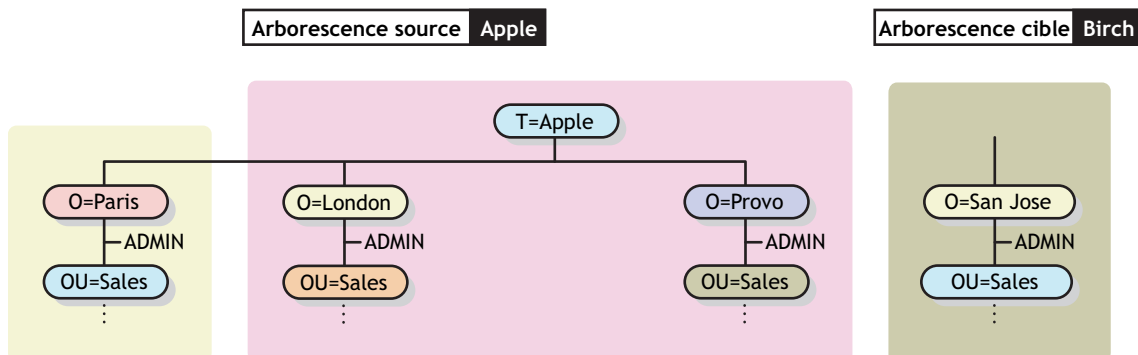 Arborescence source Apple
Arborescence cible Birch
T=Apple
O=Paris
O=London
O=Provo
O=San Jose
ADMIN
ADMIN
ADMIN
ADMIN
OU=Sales
OU=Sales
OU=Sales
OU=Sales